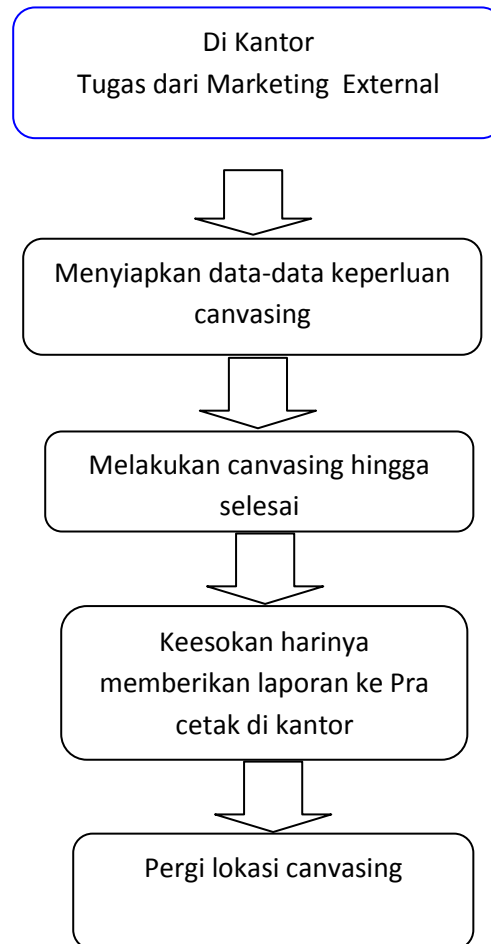 Di Kantor
Tugas dari Marketing External
Menyiapkan data-data keperluan
canvasing
Melakukan canvasing hingga
selesai
Keesokan harinya
memberikan laporan ke Pra
cetak di kantor
Pergi lokasi canvasing